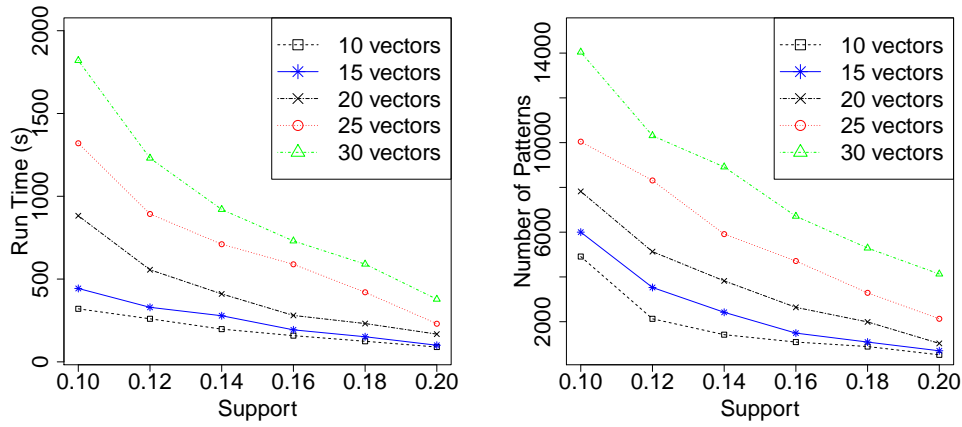 Run Time (s)
0
500
1000
1500
2000
0.10 0.12 0.14 0.16 0.18 0.20
Support
10 vectors
15 vectors
20 vectors
25 vectors
30 vectors
Number of Patterns
2000
6000
10000
14000
0.10 0.12 0.14 0.16 0.18 0.20
Support
10 vectors
15 vectors
20 vectors
25 vectors
30 vectors